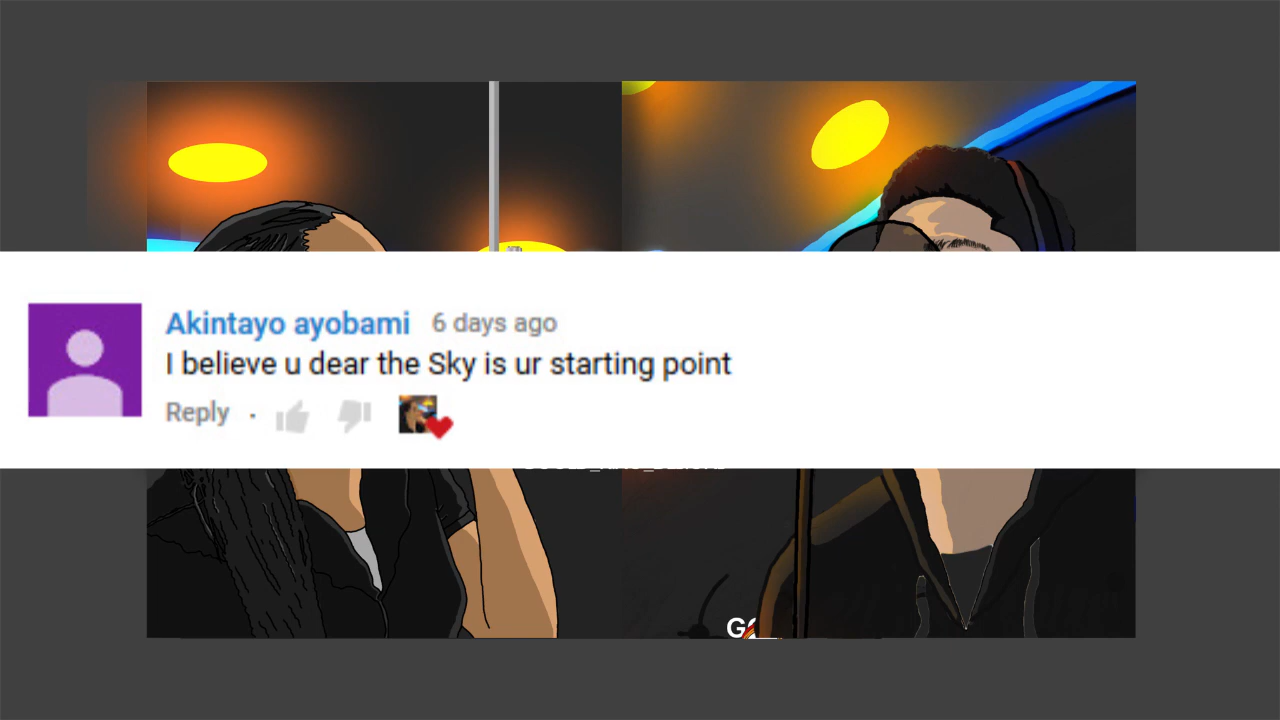 Akintayo ayobami 6 days ago
I believe u dear the Sky is ur starting point
Reply